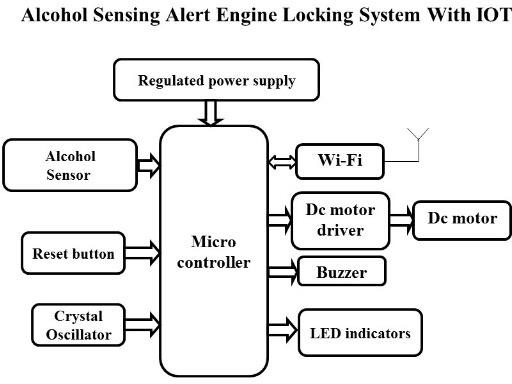 Alcohol Sensing Alert Engine Locking System With IOT
Regulated power supply
Alcohol
Sensor
Wi-Fi
Dc motor
driver
Dc motor
Reset button
Micro
controller
Buzzer
Crystal
Oscillator
LED indicators